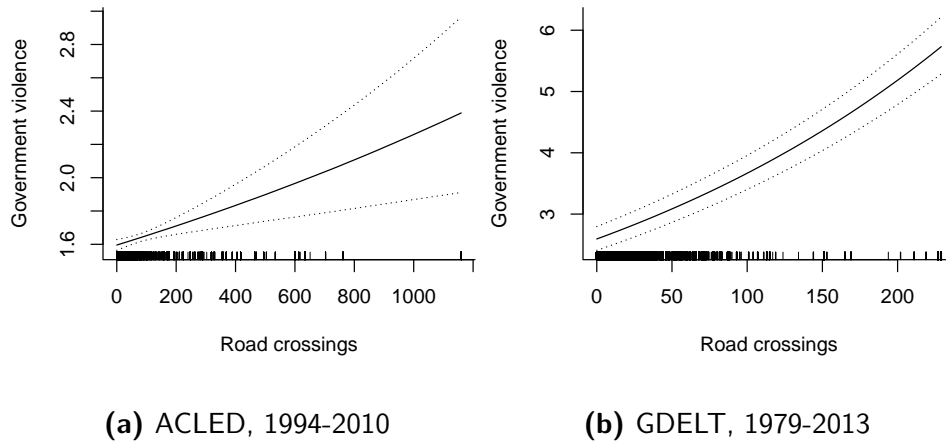 Government violence
2.8
2.4
2.0
1.6
0 200 400 600 800 1000
Road crossings
(a) ACLED, 1994-2010
Government violence
6
5
4
3
0 50 100 150 200
Road crossings
(b) GDELT, 1979-2013